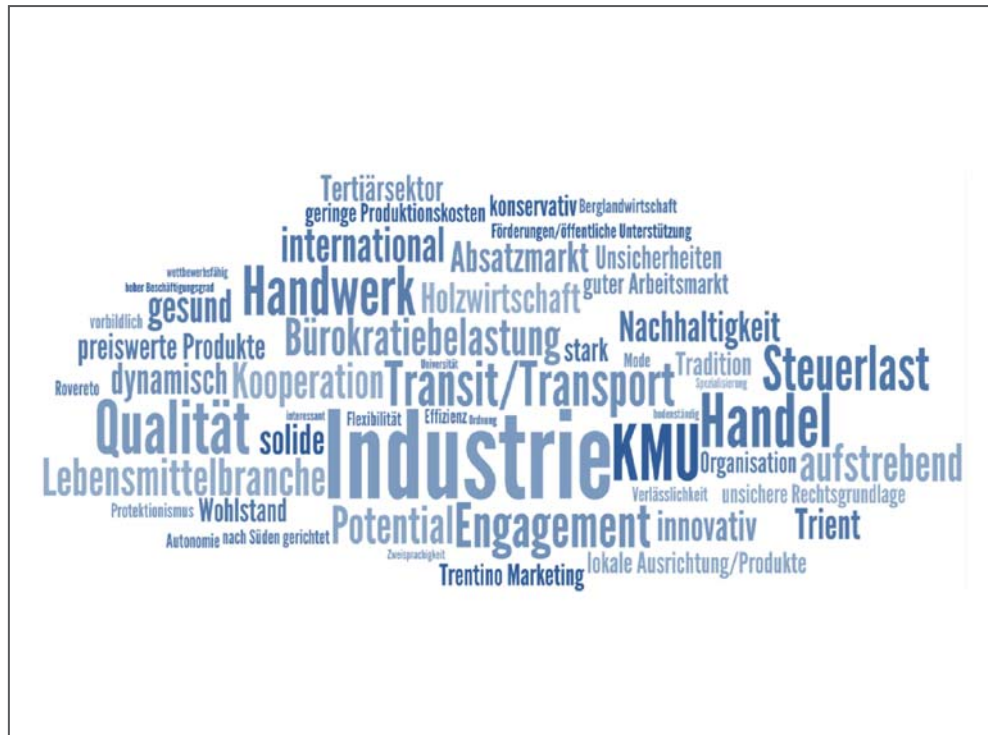 Tertiärsektor
geringe Produktionskosten
konservativ
Berglandwirtschaft
international
Förderungen/öffentliche Unterstützung
Absatzmarkt
Unsicherheiten
wettbewerbsfähig
hoher Beschäftigungsgrad
gesund
Handwerk
Holzwirtschaft
guter Arbeitsmarkt
vorbildlich
Bürokratiebelastung
Nachhaltigkeit
preiswerte Produkte
stark
Universität
Mode
Tradition
Steuerlast
Rovereto
dynamisch
Kooperation
Transit/Transport
Spezialisierung
Qualität
interessant
Flexibilität
Effizienz
Ordnung
bodenständig
Handel
solide
Industrie
KMU
Organisation
aufstrebend
Lebensmittelbranche
Verlässlichkeit
unsichere Rechtsgrundlage
Protektionismus
Wohlstand
Potential
Engagement
innovativ
Trient
Autonomie
nach Süden gerichtet
Zweisprachigkeit
lokale Ausrichtung/Produkte
Trentino Marketing